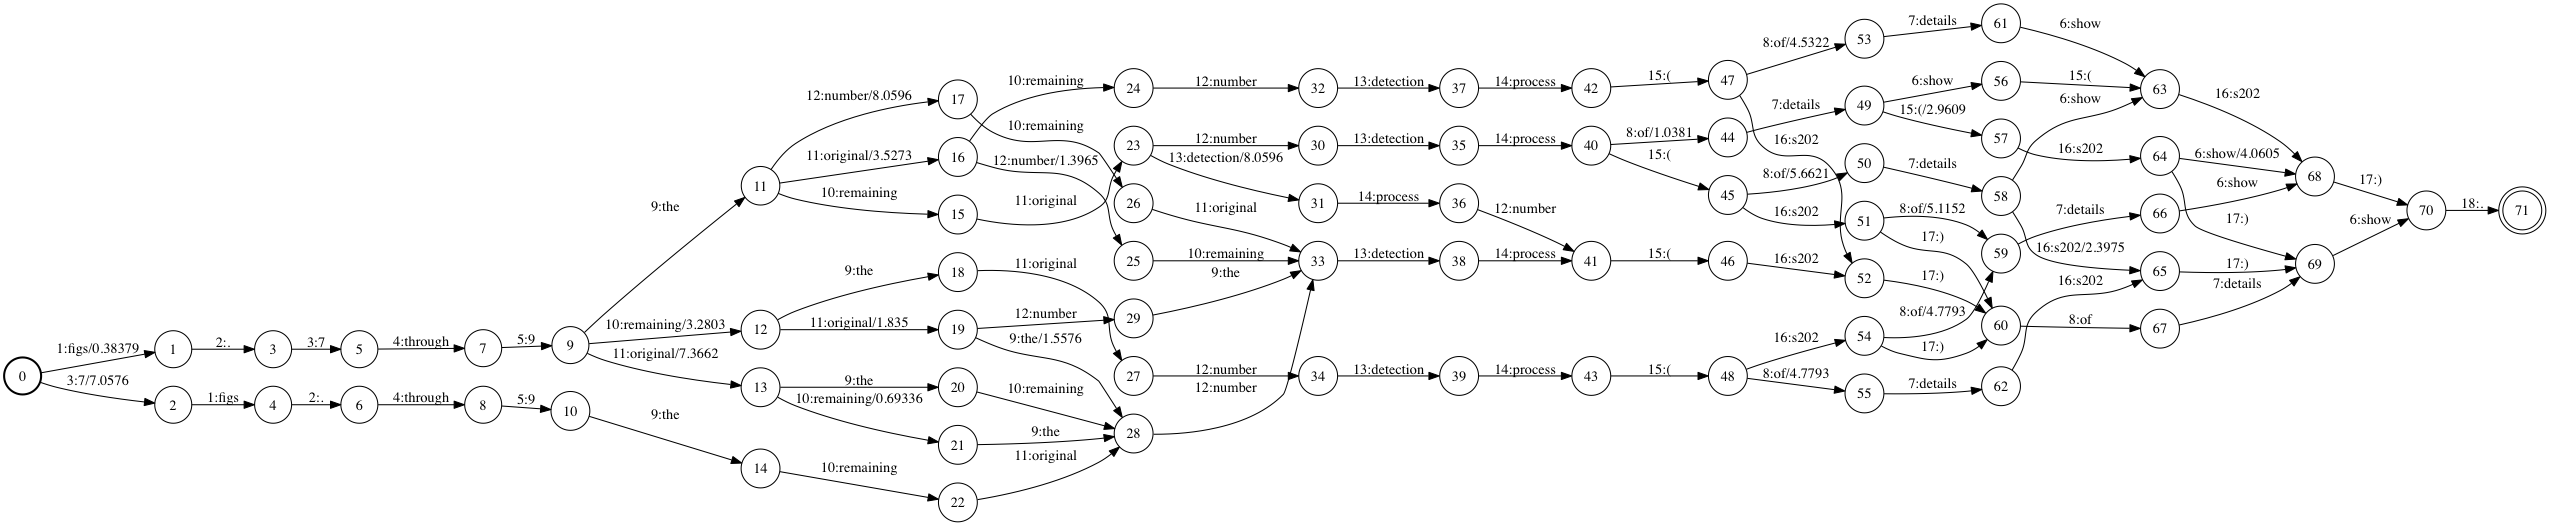 61
7:details
6:show
53
8:of/4.5322
10:remaining
24
12:number
32
13:detection
37
14:process
42
15:(
47
6:show
56
15:(
63
16:s202
12:number/8.0596
17
7:details
49
15:(/2.9609
6:show
10:remaining
23
12:number
30
13:detection
35
14:process
40
8:of/1.0381
44
16:s202
57
11:original/3.5273
16
12:number/1.3965
13:detection/8.0596
15:(
16:s202
64
6:show/4.0605
68
11
50
7:details
6:show
17:)
10:remaining
8:of/5.6621
45
58
9:the
15
11:original
26
11:original
31
14:process
36
12:number
16:s202
51
8:of/5.1152
7:details
66
17:)
6:show
70
18:.
71
17:)
16:s202/2.3975
59
9:the
18
11:original
25
10:remaining
9:the
33
13:detection
38
14:process
41
15:(
46
16:s202
52
17:)
65
17:)
69
16:s202
7:details
10:remaining/3.2803
12
11:original/1.835
19
12:number
29
8:of/4.7793
60
8:of
67
1:figs/0.38379
1
2:.
3
3:7
5
4:through
7
5:9
9
9:the/1.5576
16:s202
54
17:)
11:original/7.3662
0
3:7/7.0576
13
9:the
20
10:remaining
27
12:number
12:number
34
13:detection
39
14:process
43
15:(
48
8:of/4.7793
55
7:details
62
2
1:figs
4
2:.
6
4:through
8
5:9
10
10:remaining/0.69336
9:the
21
9:the
28
11:original
14
10:remaining
22